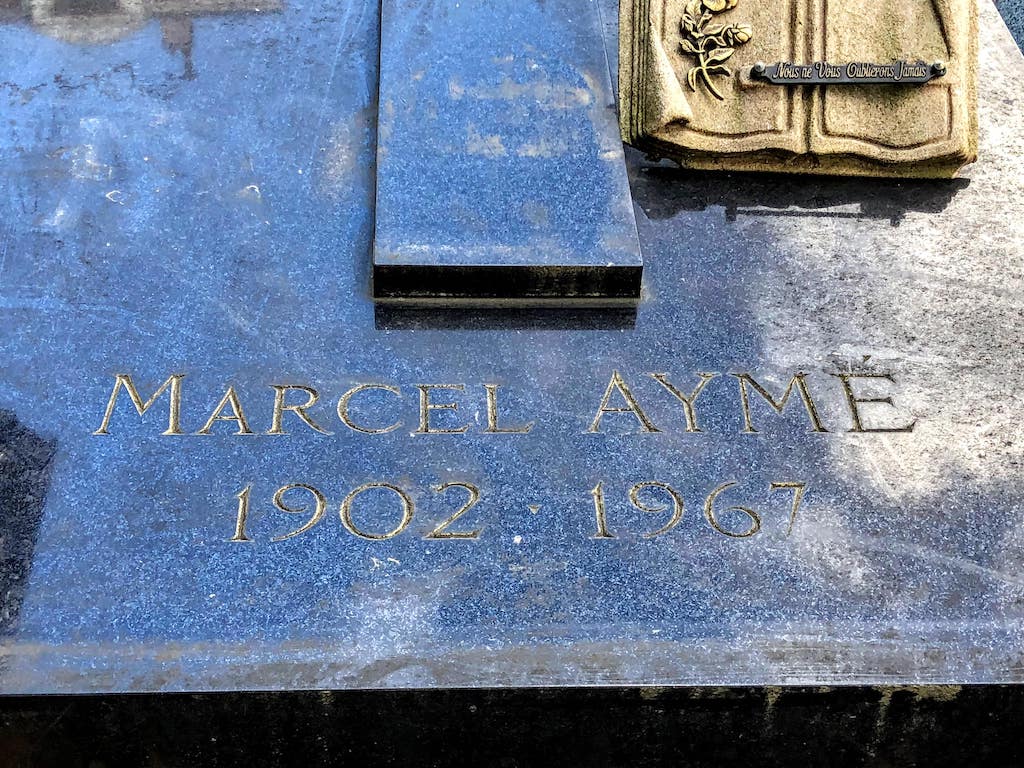 Nous ne Vous Oublierons Jamais
MARCEL AYMÉ
1902 · 1967